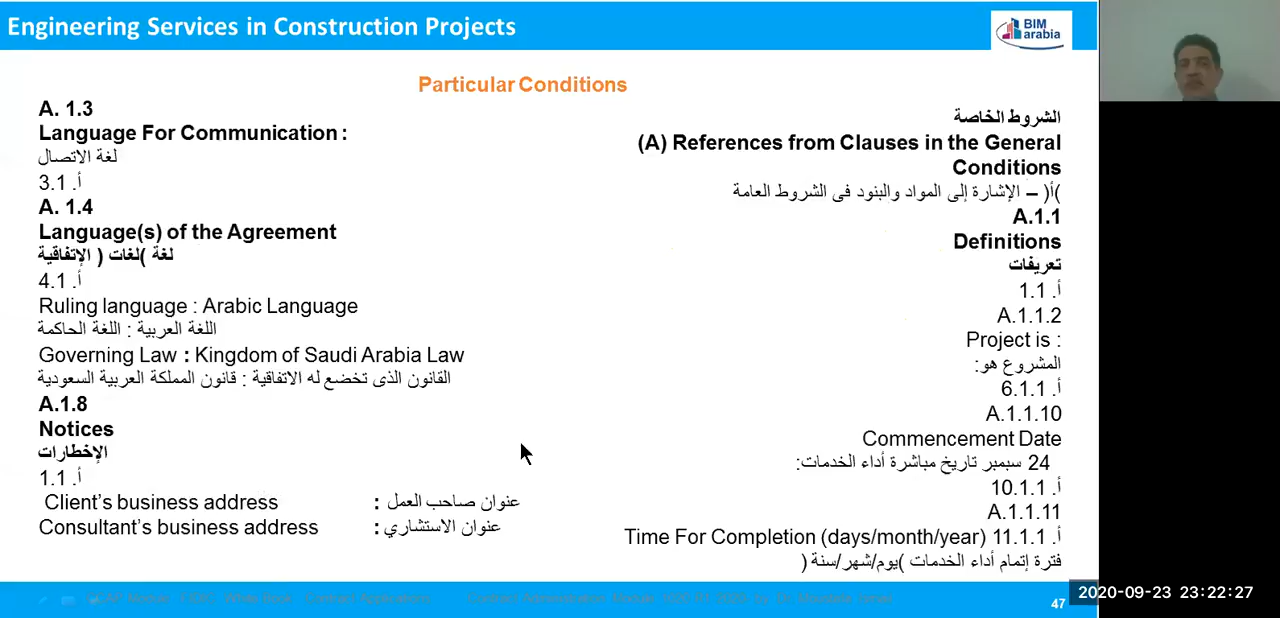 Engineering Services in Construction Projects
BIM
arabia
Particular Conditions
A. 1.3
Language For Communication :
لغة الاتصال
أ. 3.1
A. 1.4
Language(s) of the Agreement
لغة )لغات ( الإتفاقية
أ. 4.1
Ruling language : Arabic Language
اللغة العربية : اللغة الحاكمة
Governing Law : Kingdom of Saudi Arabia Law
القانون الذى تخضع له الاتفاقية : قانون المملكة العربية السعودية
A.1.8
Notices
الإخطارات
أ. 1.1
Client's business address : عنوان صاحب العمل
Consultant's business address : عنوان الاستشاري
الشروط الخاصة
(A) References from Clauses in the General
Conditions
)أ( – الإشارة إلى المواد والبنود فى الشروط العامة
A.1.1
Definitions
تعريفات
أ. 1.1
A.1.1.2
Project is :
المشروع هو:
أ. 6.1.1
A.1.1.10
Commencement Date
24 سبمبر تاريخ مباشرة أداء الخدمات:
أ. 10.1.1
A.1.1.11
Time For Completion (days/month/year) 11.1.1 أ.
فترة إتمام أداء الخدمات )يوم/شهر/سنة (
47
2020-09-23 23:22:27